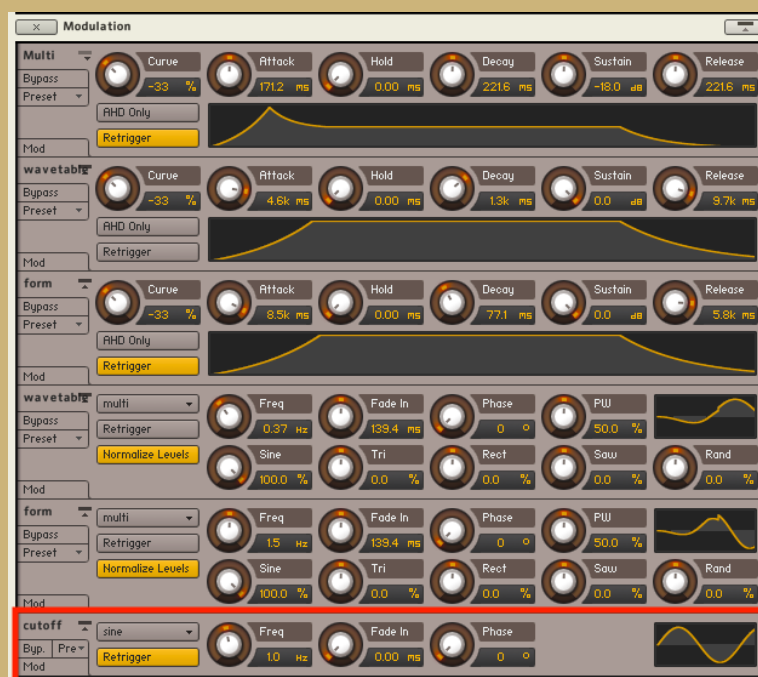 × Modulation
Multi Curve Attack Hold Decay Sustain Release
Bypass -33 % 171.2 ms 0.00 ms 221.6 ms -18.0 dB 221.6 ms
Preset AHD Only
Retrigger
Mod
wavetable Curve Attack Hold Decay Sustain Release
Bypass -33 % 4.6k ms 0.00 ms 1.3k ms 0.0 dB 9.7k ms
Preset AHD Only
Retrigger
Mod
form Curve Attack Hold Decay Sustain Release
Bypass -33 % 8.5k ms 0.00 ms 77.1 ms 0.0 dB 5.8k ms
Preset AHD Only
Retrigger
Mod
wavetable multi Freq Fade In Phase PW
Bypass Retrigger 0.37 Hz 139.4 ms 0 ° 50.0 %
Preset Normalize Levels Sine Tri Rect Saw Rand
Mod 100.0 % 0.0 % 0.0 % 0.0 % 0.0 %
form multi Freq Fade In Phase PW
Bypass Retrigger 1.5 Hz 139.4 ms 0 ° 50.0 %
Preset Normalize Levels Sine Tri Rect Saw Rand
Mod 100.0 % 0.0 % 0.0 % 0.0 % 0.0 %
cutoff sine Freq Fade In Phase
Byp. Pre Retrigger 1.0 Hz 0.00 ms 0 °
Mod